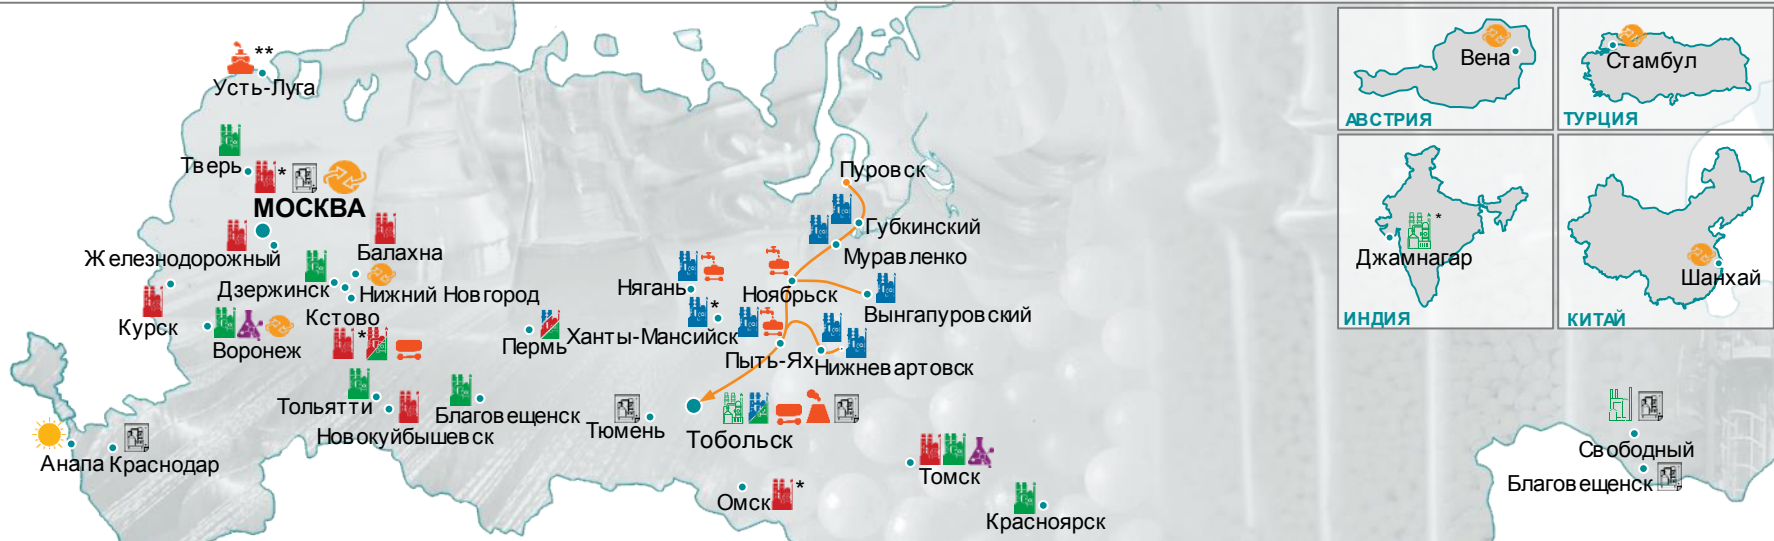 **
Усть-Луга
Тверь
*
МОСКВА
Железнодорожный
Балахна
Дзержинск
Нижний Новгород
Кстово
Курск
Воронеж
*
Пермь
Тольятти
Новокуйбышевск
Благовещенск
Анапа
Краснодар
Тюмень
Тобольск
Омск
*
Томск
Красноярск
Пуровск
Губкинский
Муравленко
Нягань
Ноябрьск
Вынгапуровский
*
Ханты-Мансийск
Пыть-Ях
Нижневартовск
Вена
АВСТРИЯ
Стамбул
ТУРЦИЯ
*
Джамнагар
ИНДИЯ
Шанхай
КИТАЙ
Свободный
Благовещенск